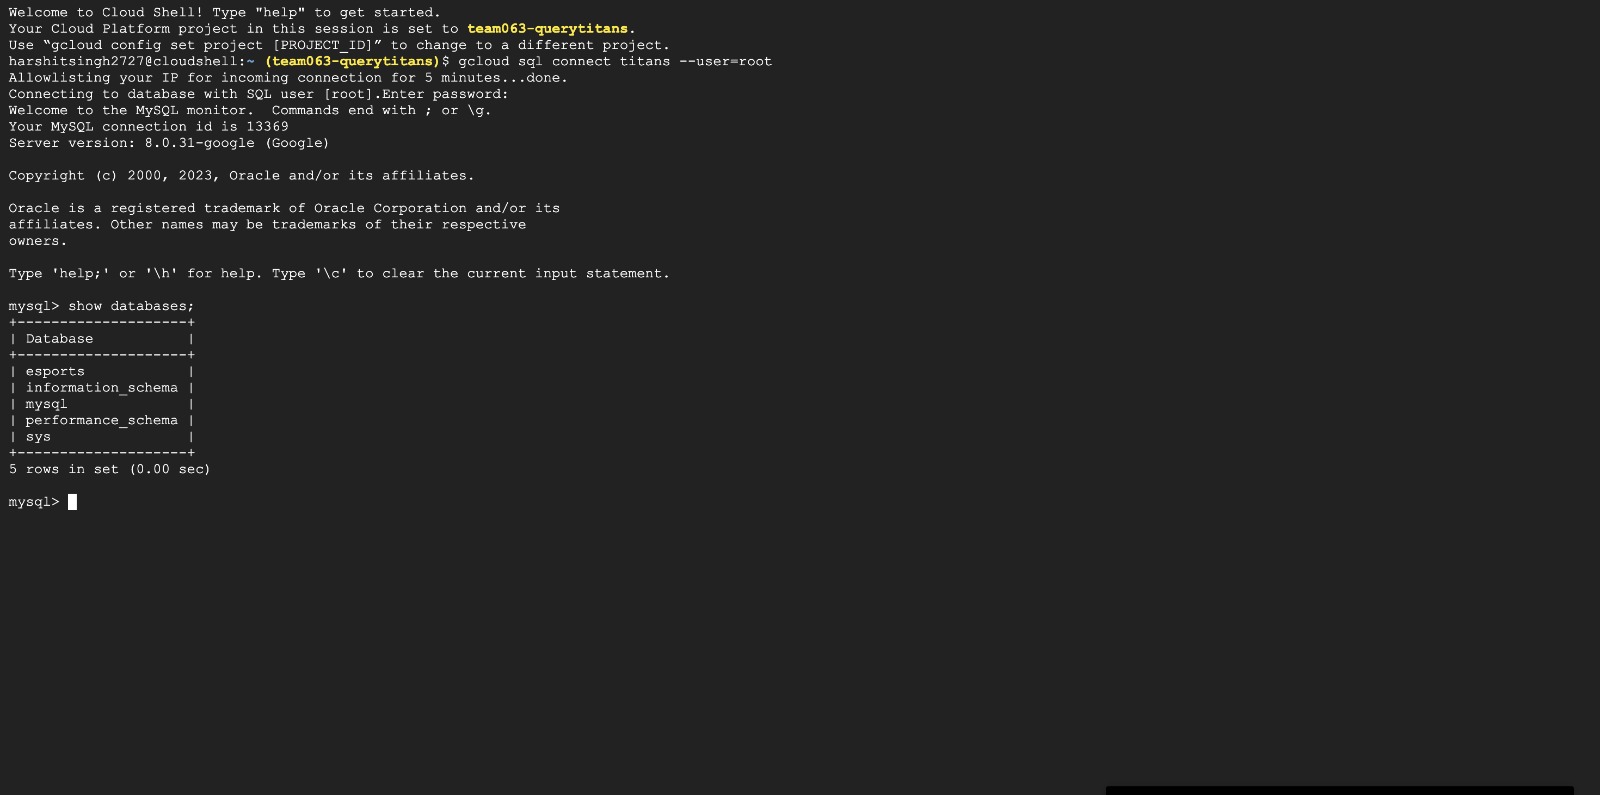 Welcome to Cloud Shell! Type "help" to get started.
Your Cloud Platform project in this session is set to team063-querytitans.
Use “gcloud config set project [PROJECT_ID]” to change to a different project.
harshitsingh2727@cloudshell:~ (team063-querytitans)$ gcloud sql connect titans --user=root
Allowlisting your IP for incoming connection for 5 minutes...done.
Connecting to database with SQL user [root].Enter password:
Welcome to the MySQL monitor.  Commands end with ; or \g.
Your MySQL connection id is 13369
Server version: 8.0.31-google (Google)

Copyright (c) 2000, 2023, Oracle and/or its affiliates.

Oracle is a registered trademark of Oracle Corporation and/or its
affiliates. Other names may be trademarks of their respective
owners.

Type 'help;' or '\h' for help. Type '\c' to clear the current input statement.

mysql> show databases;
+--------------------+
| Database           |
+--------------------+
| esports            |
| information_schema |
| mysql              |
| performance_schema |
| sys                |
+--------------------+
5 rows in set (0.00 sec)

mysql>